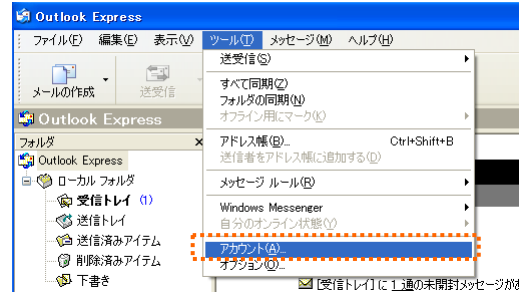 Outlook Express
ファイル(F) 編集(E) 表示(V) ツール(T) メッセージ(M) ヘルプ(H)
メールの作成 送受信
Outlook Express
フォルダ ×
Outlook Express
ローカル フォルダ
受信トレイ (1)
送信トレイ
送信済みアイテム
削除済みアイテム
下書き
送受信(S)
すべて同期(Z)
フォルダの同期(N)
オフライン用にマーク(K)
アドレス帳(B)... Ctrl+Shift+B
送信者をアドレス帳に追加する(D)
メッセージ ルール(R)
Windows Messenger
自分のオンライン状態(Y)
アカウント(A)...
オプション(O)...
[受信トレイ] に 1 通の未開封メッセージが